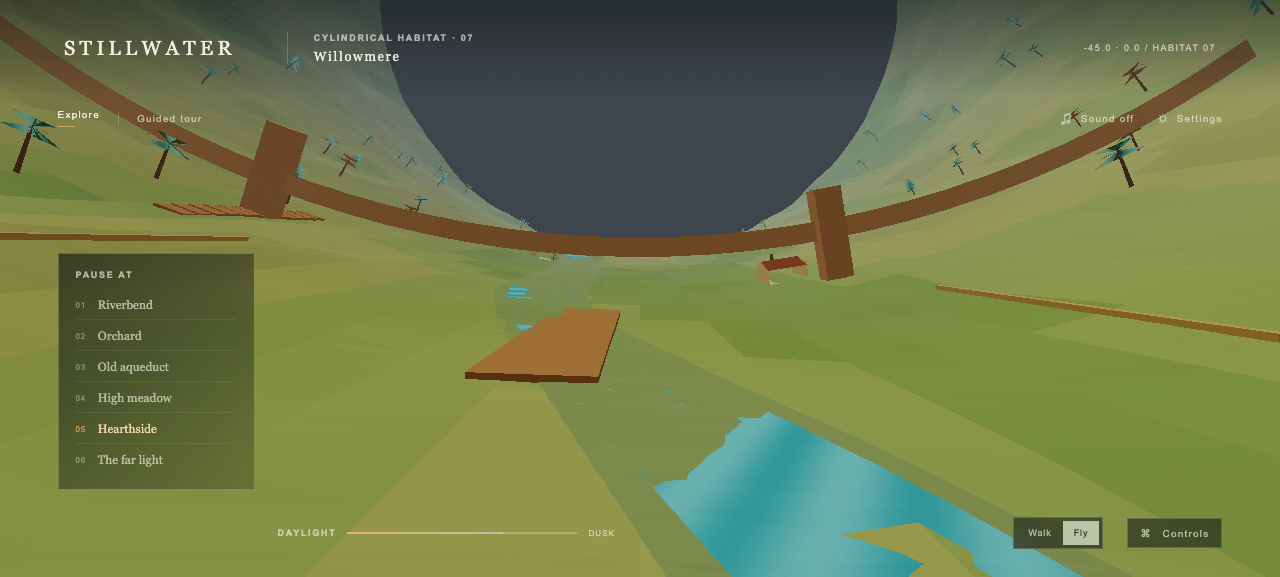 STILLWATER
CYLINDRICAL HABITAT · 07
Willowmere
-45.0 · 0.0 / HABITAT 07
Explore
Guided tour
Sound off
Settings
PAUSE AT
01 Riverbend
02 Orchard
03 Old aqueduct
04 High meadow
05 Hearthside
06 The far light
DAYLIGHT
DUSK
Walk
Fly
⌘ Controls